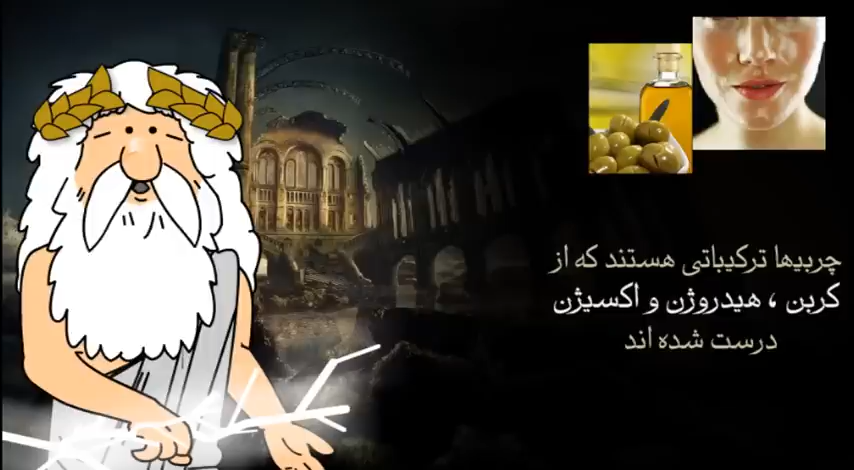 چربیها ترکیباتی هستند که از
کربن ، هیدروژن و اکسیژن
درست شده اند